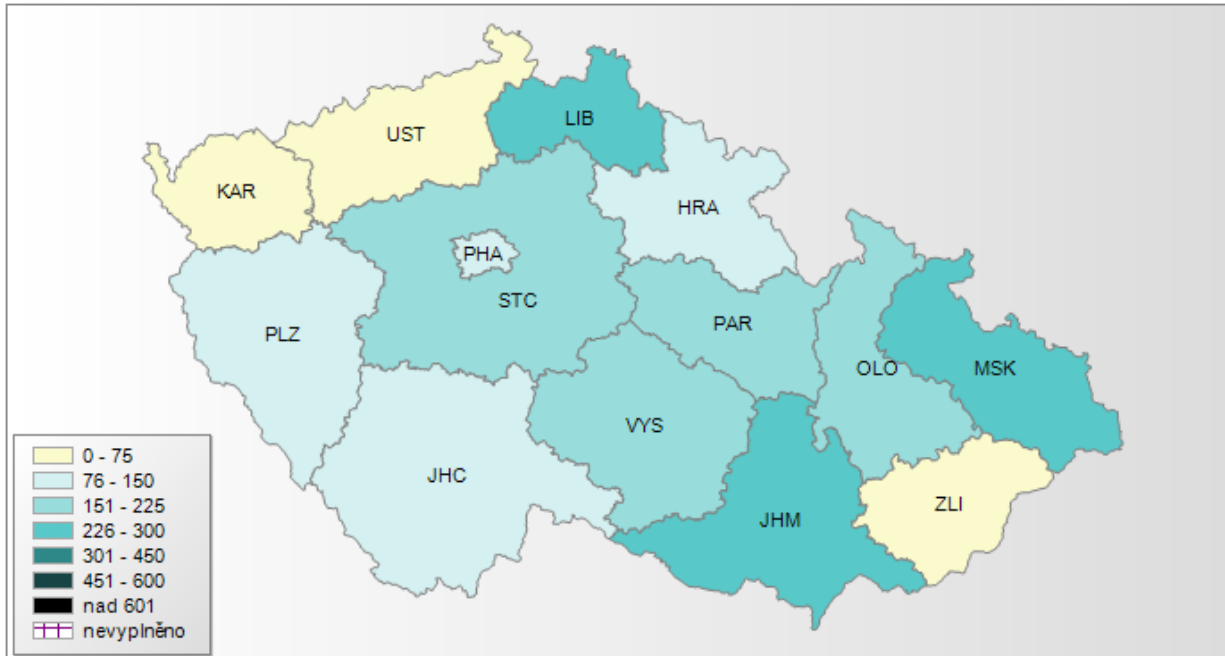 LIB
UST
KAR
HRA
PHA
STC
PAR
PLZ
OLO
MSK
VYS
JHC
ZLI
JHM
0 - 75
76 - 150
151 - 225
226 - 300
301 - 450
451 - 600
nad 601
nevyplněno